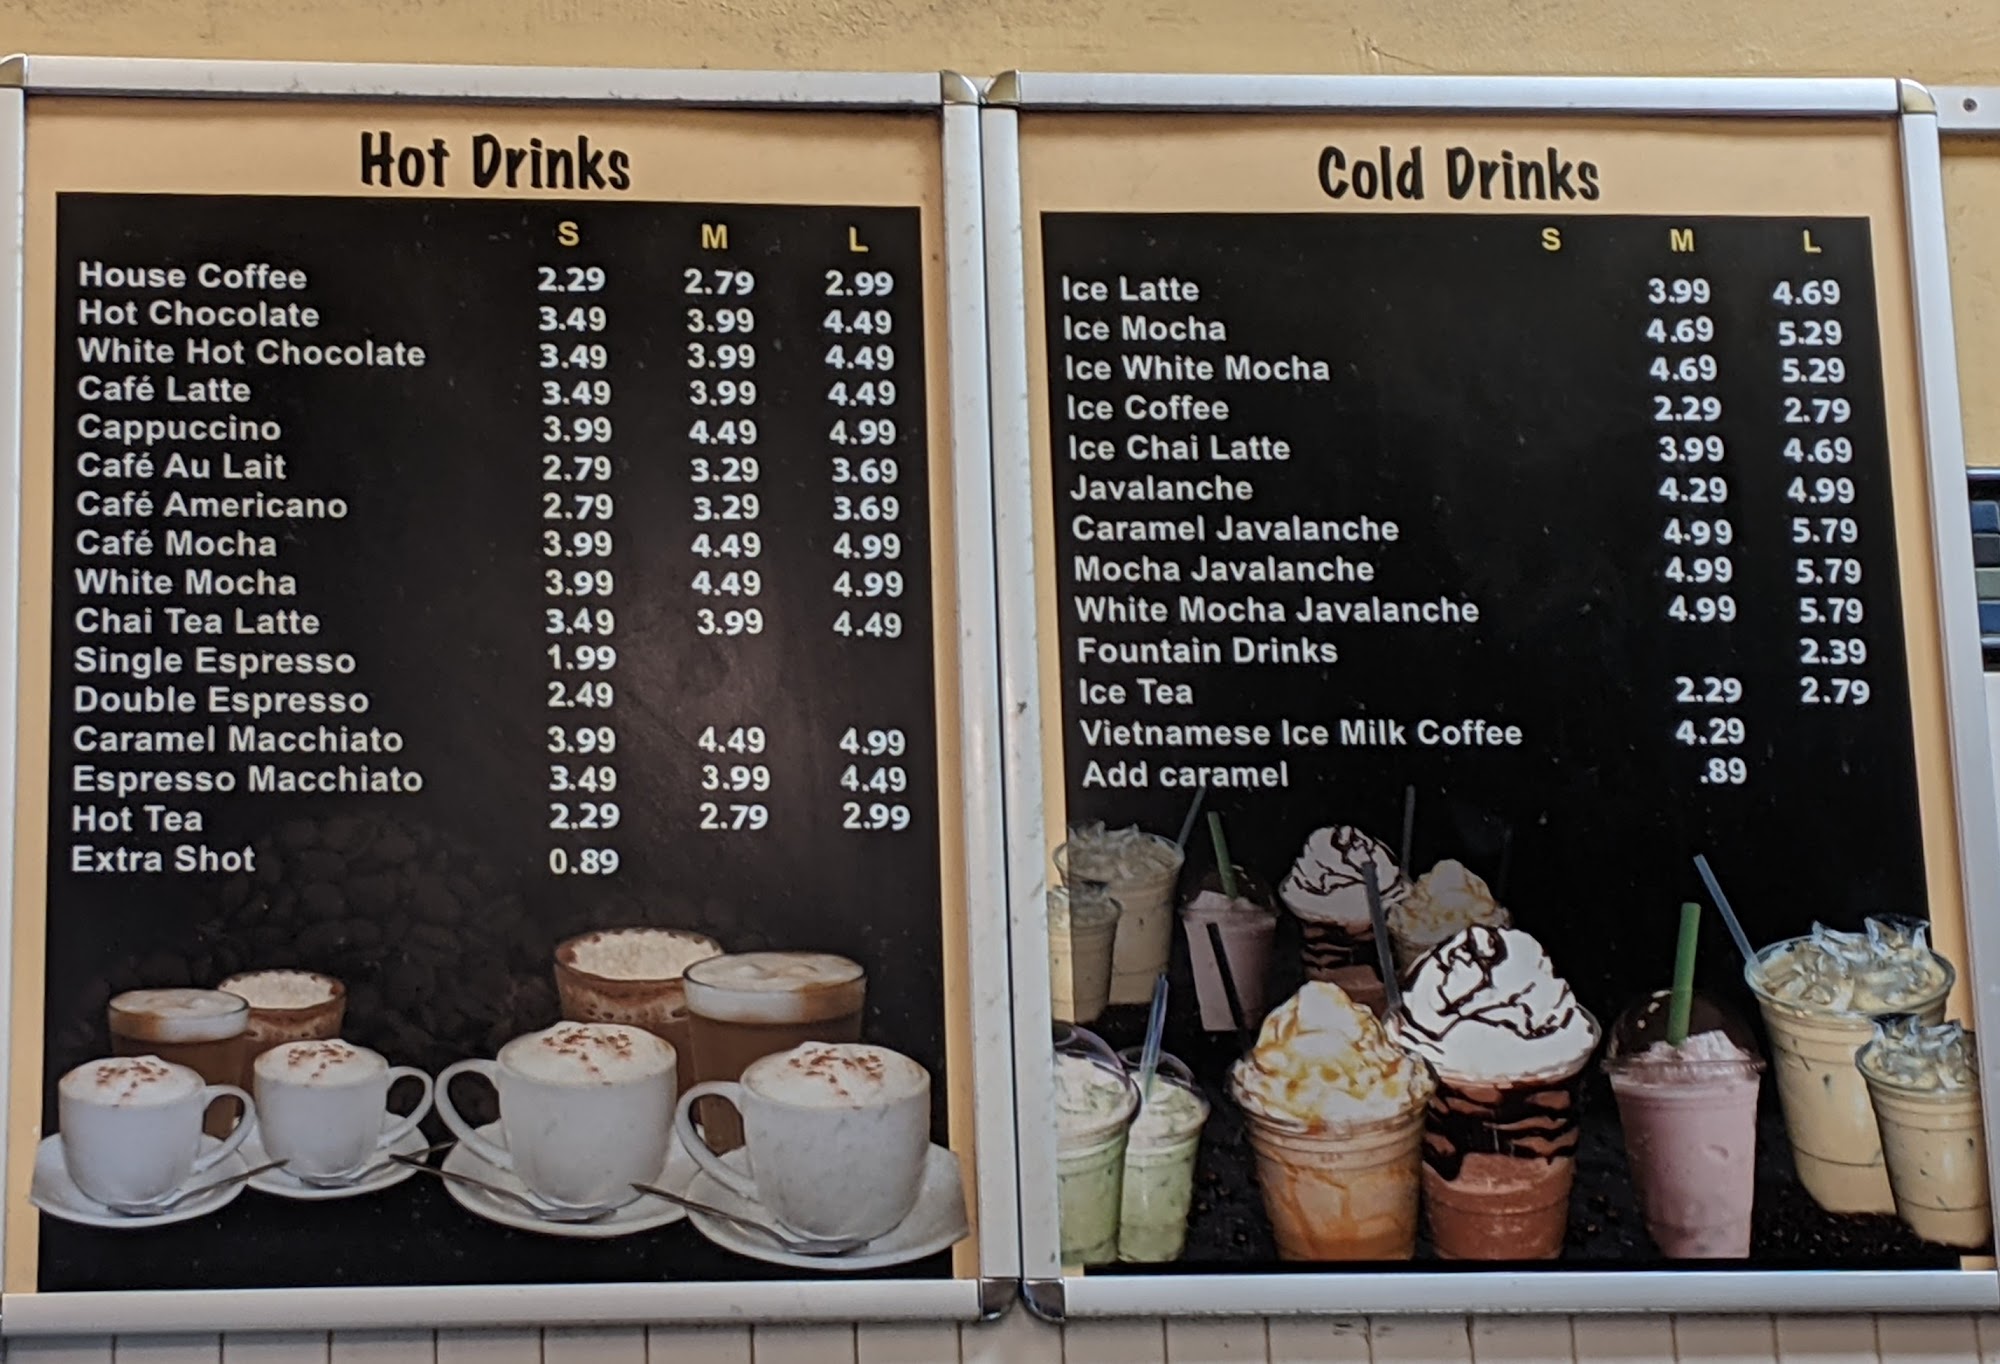 Hot Drinks
S M L
House Coffee 2.29 2.79 2.99
Hot Chocolate 3.49 3.99 4.49
White Hot Chocolate 3.49 3.99 4.49
Café Latte 3.49 3.99 4.49
Cappuccino 3.99 4.49 4.99
Café Au Lait 2.79 3.29 3.69
Café Americano 2.79 3.29 3.69
Café Mocha 3.99 4.49 4.99
White Mocha 3.99 4.49 4.99
Chai Tea Latte 3.49 3.99 4.49
Single Espresso 1.99
Double Espresso 2.49
Caramel Macchiato 3.99 4.49 4.99
Espresso Macchiato 3.49 3.99 4.49
Hot Tea 2.29 2.79 2.99
Extra Shot 0.89
Cold Drinks
S M L
Ice Latte 3.99 4.69
Ice Mocha 4.69 5.29
Ice White Mocha 4.69 5.29
Ice Coffee 2.29 2.79
Ice Chai Latte 3.99 4.69
Javalanche 4.29 4.99
Caramel Javalanche 4.99 5.79
Mocha Javalanche 4.99 5.79
White Mocha Javalanche 4.99 5.79
Fountain Drinks 2.39
Ice Tea 2.29 2.79
Vietnamese Ice Milk Coffee 4.29
Add caramel .89